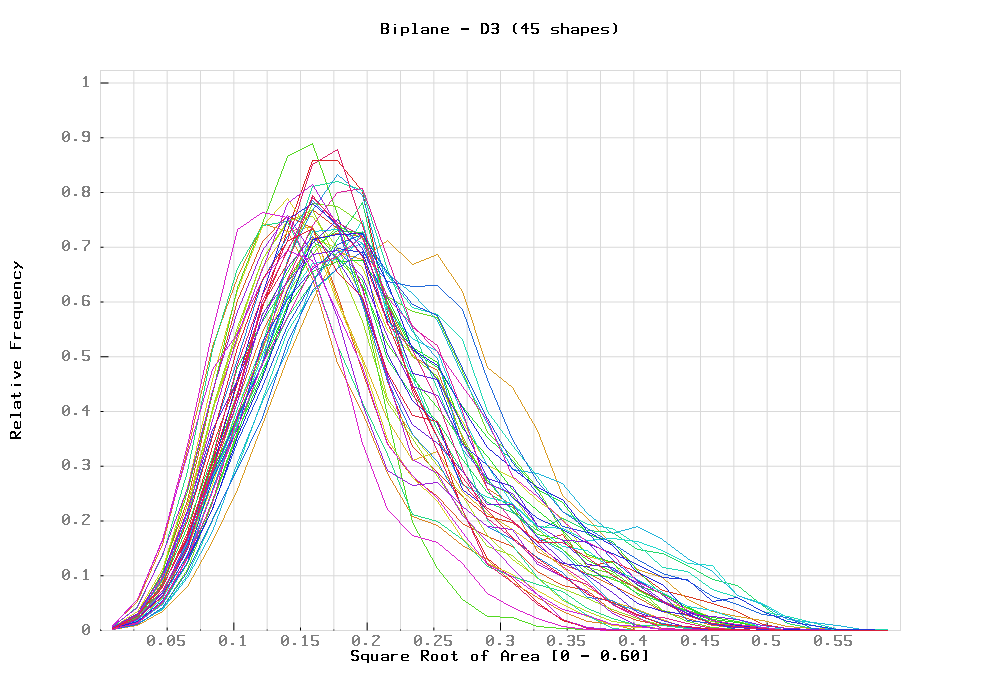 Biplane - D3 (45 shapes)
1
0.9
0.8
0.7
0.6
0.5
0.4
0.3
0.2
0.1
0
Relative Frequency
0.05 0.1 0.15 0.2 0.25 0.3 0.35 0.4 0.45 0.5 0.55
Square Root of Area [0 - 0.60]